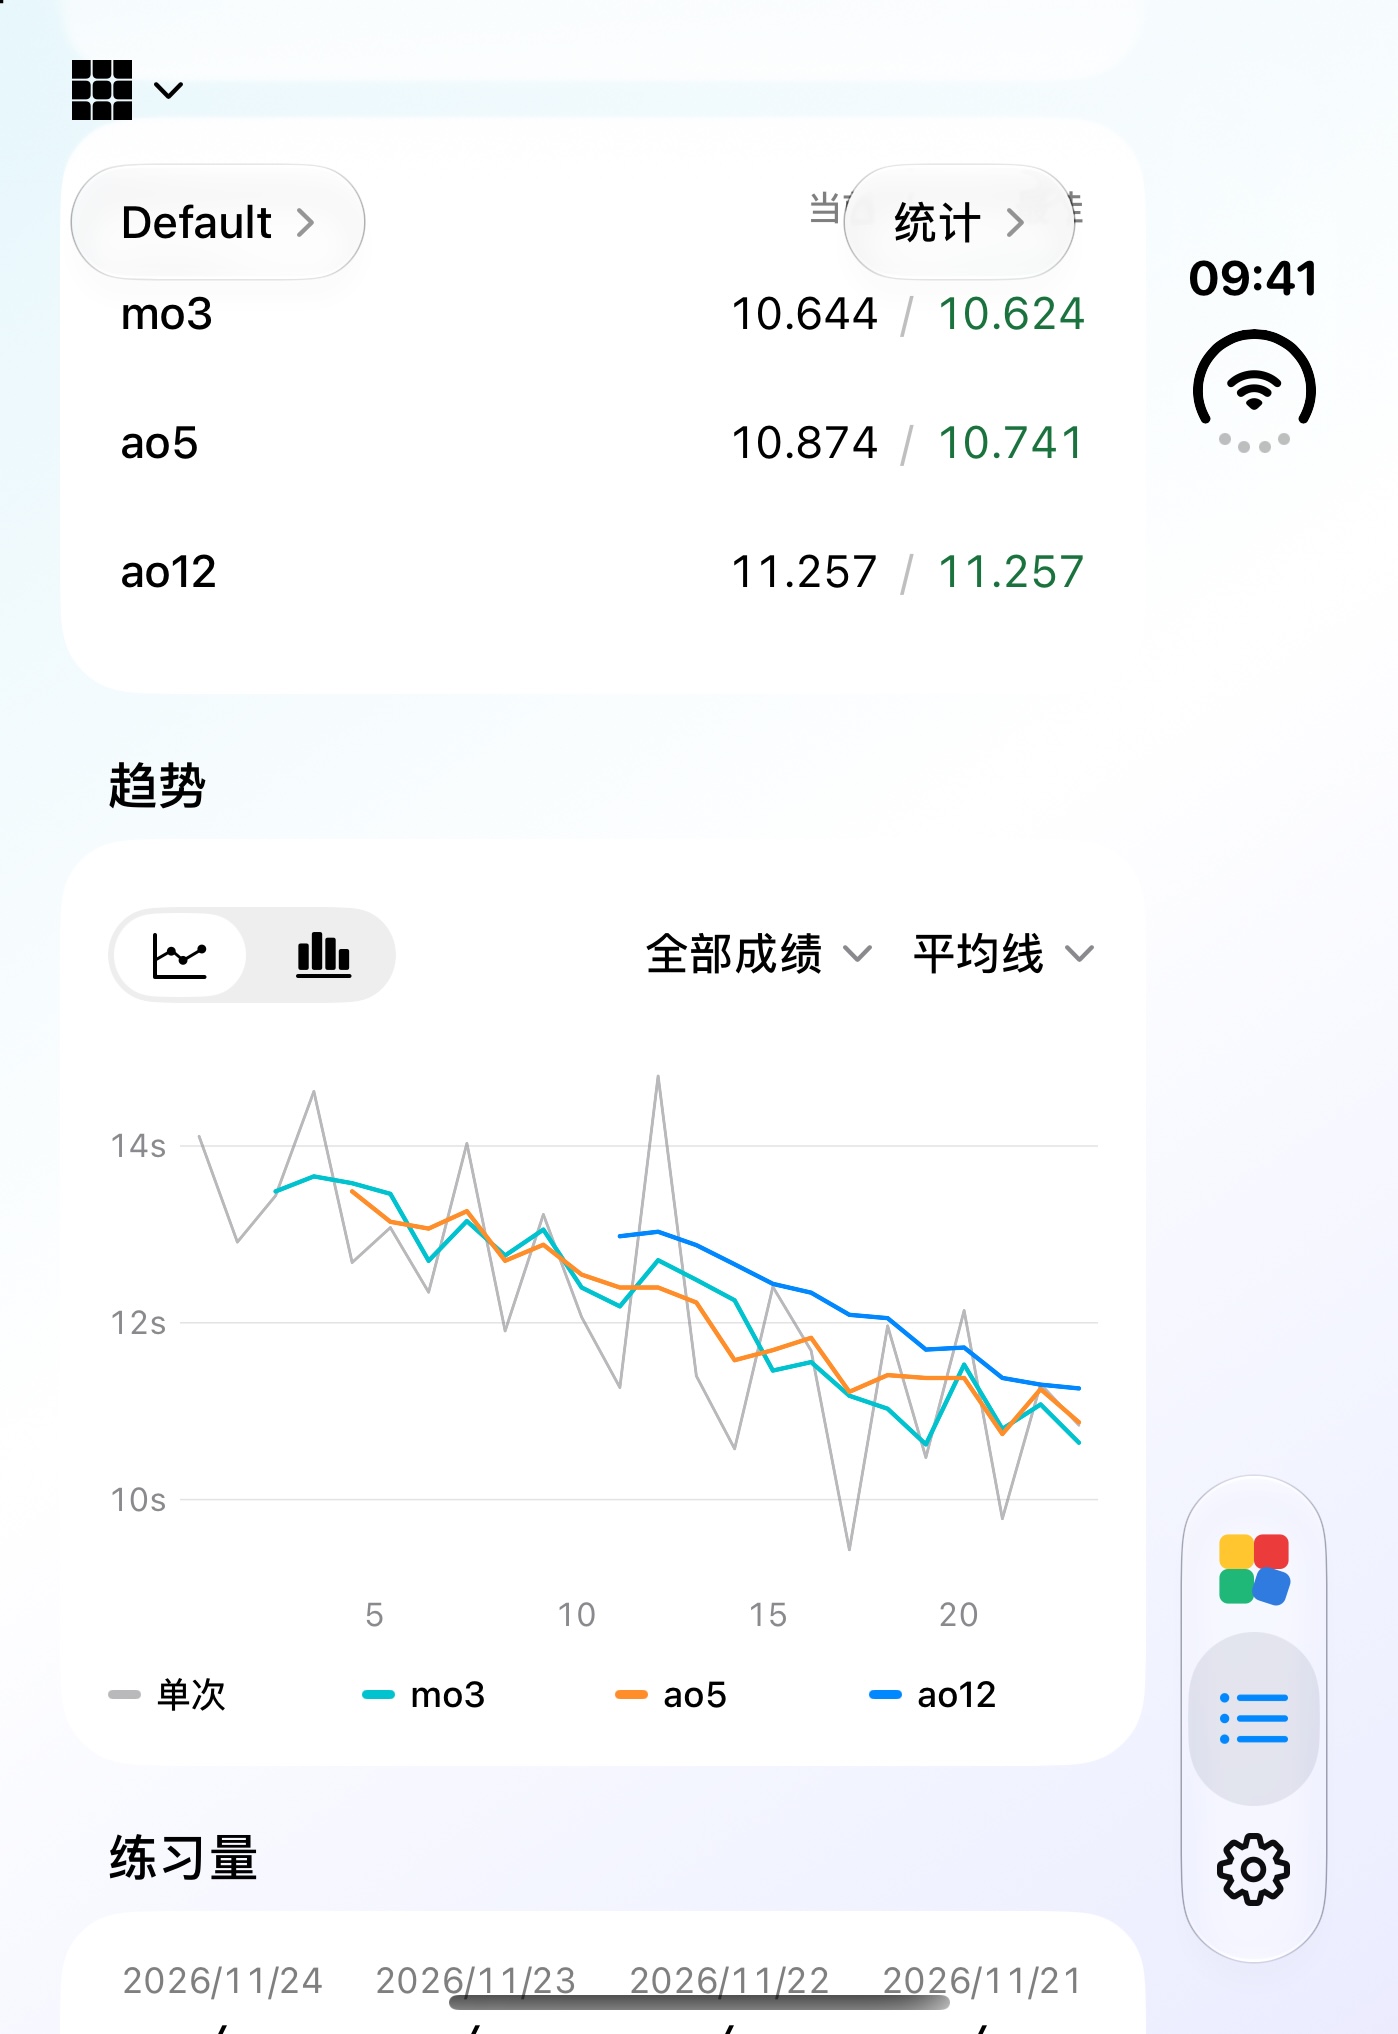 Default
统计
09:41
mo3 10.644 / 10.624
ao5 10.874 / 10.741
ao12 11.257 / 11.257
趋势
全部成绩 平均线
14s
12s
10s
5 10 15 20
单次 mo3 ao5 ao12
练习量
2026/11/24 2026/11/23 2026/11/22 2026/11/21